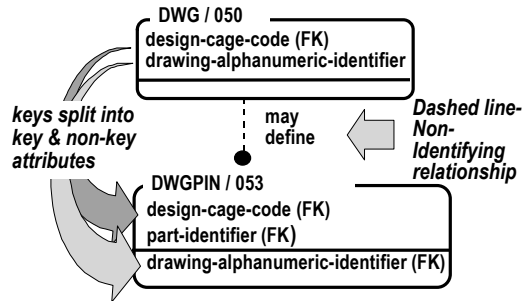 DWG / 050
design-cage-code (FK)
drawing-alphanumeric-identifier
keys split into
key & non-key
attributes
may
define
Dashed line-
Non-
Identifying
relationship
DWGPIN / 053
design-cage-code (FK)
part-identifier (FK)
drawing-alphanumeric-identifier (FK)